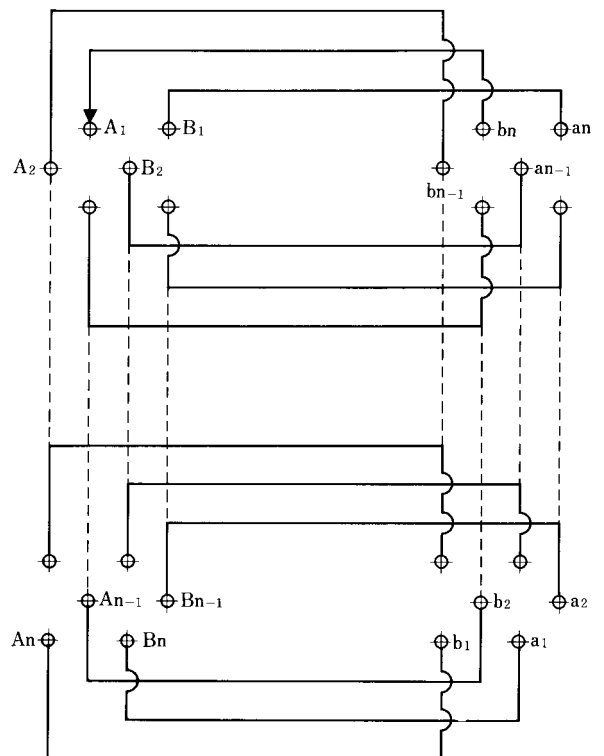 A₁ B₁ bn an
A₂ B₂ bn₋₁ an₋₁
An₋₁ Bn₋₁ b₂ a₂
An Bn b₁ a₁